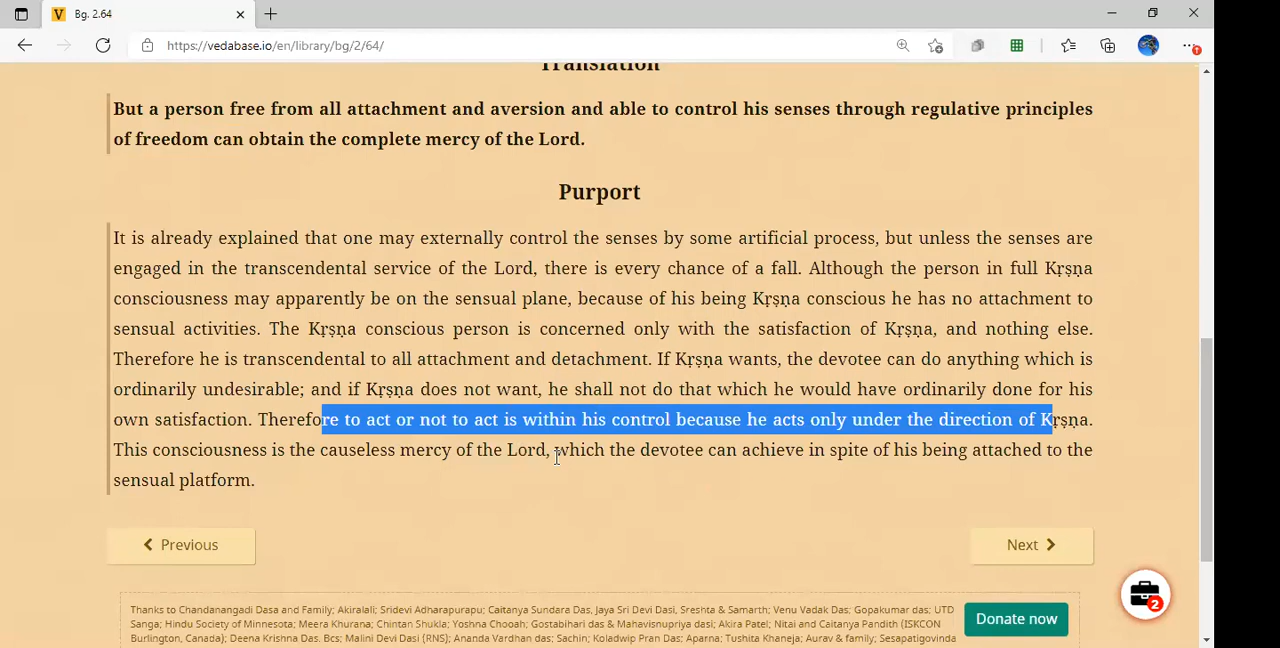 Bg. 2.64
https://vedabase.io/en/library/bg/2/64/
Translation
But a person free from all attachment and aversion and able to control his senses through regulative principles
of freedom can obtain the complete mercy of the Lord.
Purport
It is already explained that one may externally control the senses by some artificial process, but unless the senses are
engaged in the transcendental service of the Lord, there is every chance of a fall. Although the person in full Kṛṣṇa
consciousness may apparently be on the sensual plane, because of his being Kṛṣṇa conscious he has no attachment to
sensual activities. The Kṛṣṇa conscious person is concerned only with the satisfaction of Kṛṣṇa, and nothing else.
Therefore he is transcendental to all attachment and detachment. If Kṛṣṇa wants, the devotee can do anything which is
ordinarily undesirable; and if Kṛṣṇa does not want, he shall not do that which he would have ordinarily done for his
own satisfaction. Therefore to act or not to act is within his control because he acts only under the direction of Kṛṣṇa.
This consciousness is the causeless mercy of the Lord, which the devotee can achieve in spite of his being attached to the
sensual platform.
Previous
Next
2
Thanks to Chandanangadi Dasa and Family; Akiralali; Sridevi Adharapurapu; Caitanya Sundara Das, Jaya Sri Devi Dasi, Sreshta & Samarth; Venu Vadak Das; Gopakumar das; UTD
Sanga; Hindu Society of Minnesota; Meera Khurana; Chintan Shukla; Yoshna Chooah; Gostabihari das & Mahavisnupriya dasi; Akira Patel; Nitai and Caitanya Pandith (ISKCON
Burlington, Canada); Deena Krishna Das. Bcs; Malini Devi Dasi (RNS); Ananda Vardhan das; Sachin; Koladwip Pran Das; Aparna; Tushita Khaneja; Aurav & family; Sesapatigovinda
Donate now